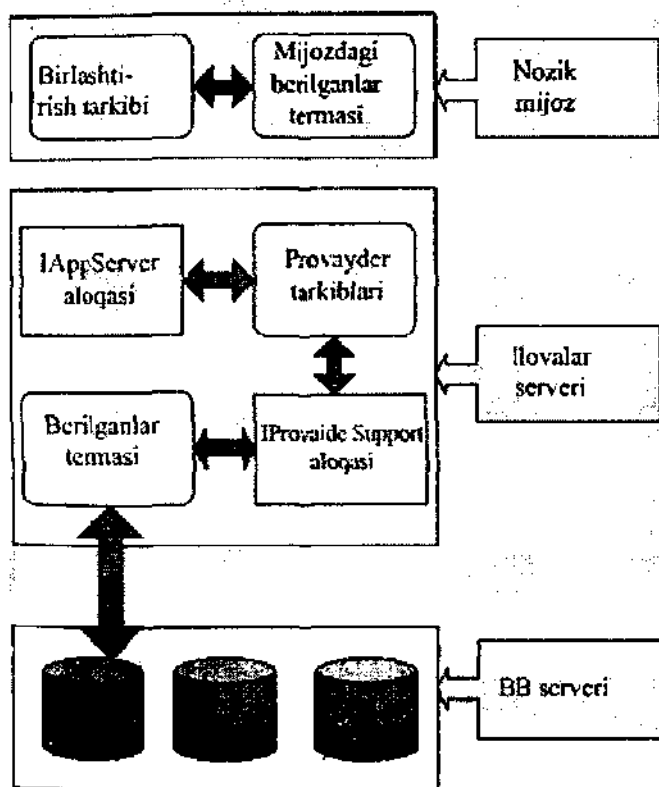 Birlashti-
rish tarkibi
Mijozdagi
berilganlar
termasi
Nozik
mijoz
IAppServer
aloqasi
Provayder
tarkiblari
Ilovalar
serveri
Berilganlar
termasi
IProvaide Support
aloqasi
BB serveri